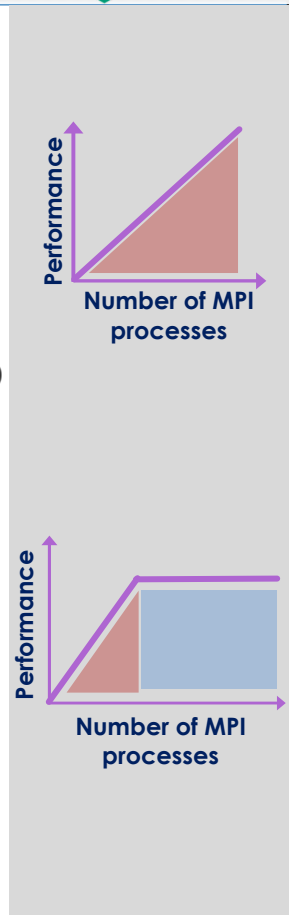 Performance
Number of MPI
processes
)
Performance
Number of MPI
processes